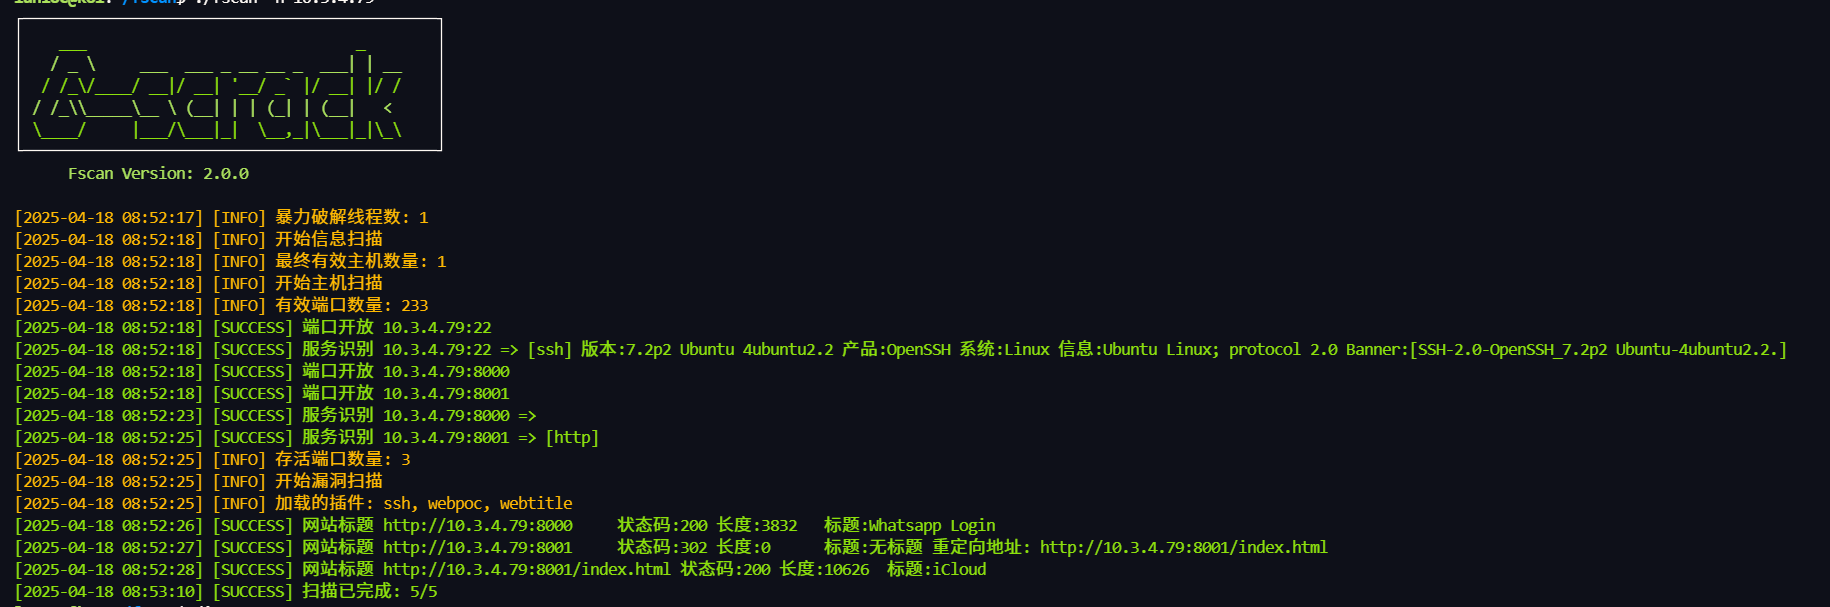 Fscan Version: 2.0.0
[2025-04-18 08:52:17] [INFO] 暴力破解线程数: 1
[2025-04-18 08:52:18] [INFO] 开始信息扫描
[2025-04-18 08:52:18] [INFO] 最终有效主机数量: 1
[2025-04-18 08:52:18] [INFO] 开始主机扫描
[2025-04-18 08:52:18] [INFO] 有效端口数量: 233
[2025-04-18 08:52:18] [SUCCESS] 端口开放 10.3.4.79:22
[2025-04-18 08:52:18] [SUCCESS] 服务识别 10.3.4.79:22 => [ssh] 版本:7.2p2 Ubuntu 4ubuntu2.2 产品:OpenSSH 系统:Linux 信息:Ubuntu Linux; protocol 2.0 Banner:[SSH-2.0-OpenSSH_7.2p2 Ubuntu-4ubuntu2.2.]
[2025-04-18 08:52:18] [SUCCESS] 端口开放 10.3.4.79:8000
[2025-04-18 08:52:18] [SUCCESS] 端口开放 10.3.4.79:8001
[2025-04-18 08:52:23] [SUCCESS] 服务识别 10.3.4.79:8000 =>
[2025-04-18 08:52:25] [SUCCESS] 服务识别 10.3.4.79:8001 => [http]
[2025-04-18 08:52:25] [INFO] 存活端口数量: 3
[2025-04-18 08:52:25] [INFO] 开始漏洞扫描
[2025-04-18 08:52:25] [INFO] 加载的插件: ssh, webpoc, webtitle
[2025-04-18 08:52:26] [SUCCESS] 网站标题 http://10.3.4.79:8000 状态码:200 长度:3832 标题:Whatsapp Login
[2025-04-18 08:52:27] [SUCCESS] 网站标题 http://10.3.4.79:8001 状态码:302 长度:0 标题:无标题 重定向地址: http://10.3.4.79:8001/index.html
[2025-04-18 08:52:28] [SUCCESS] 网站标题 http://10.3.4.79:8001/index.html 状态码:200 长度:10626 标题:iCloud
[2025-04-18 08:53:10] [SUCCESS] 扫描已完成: 5/5